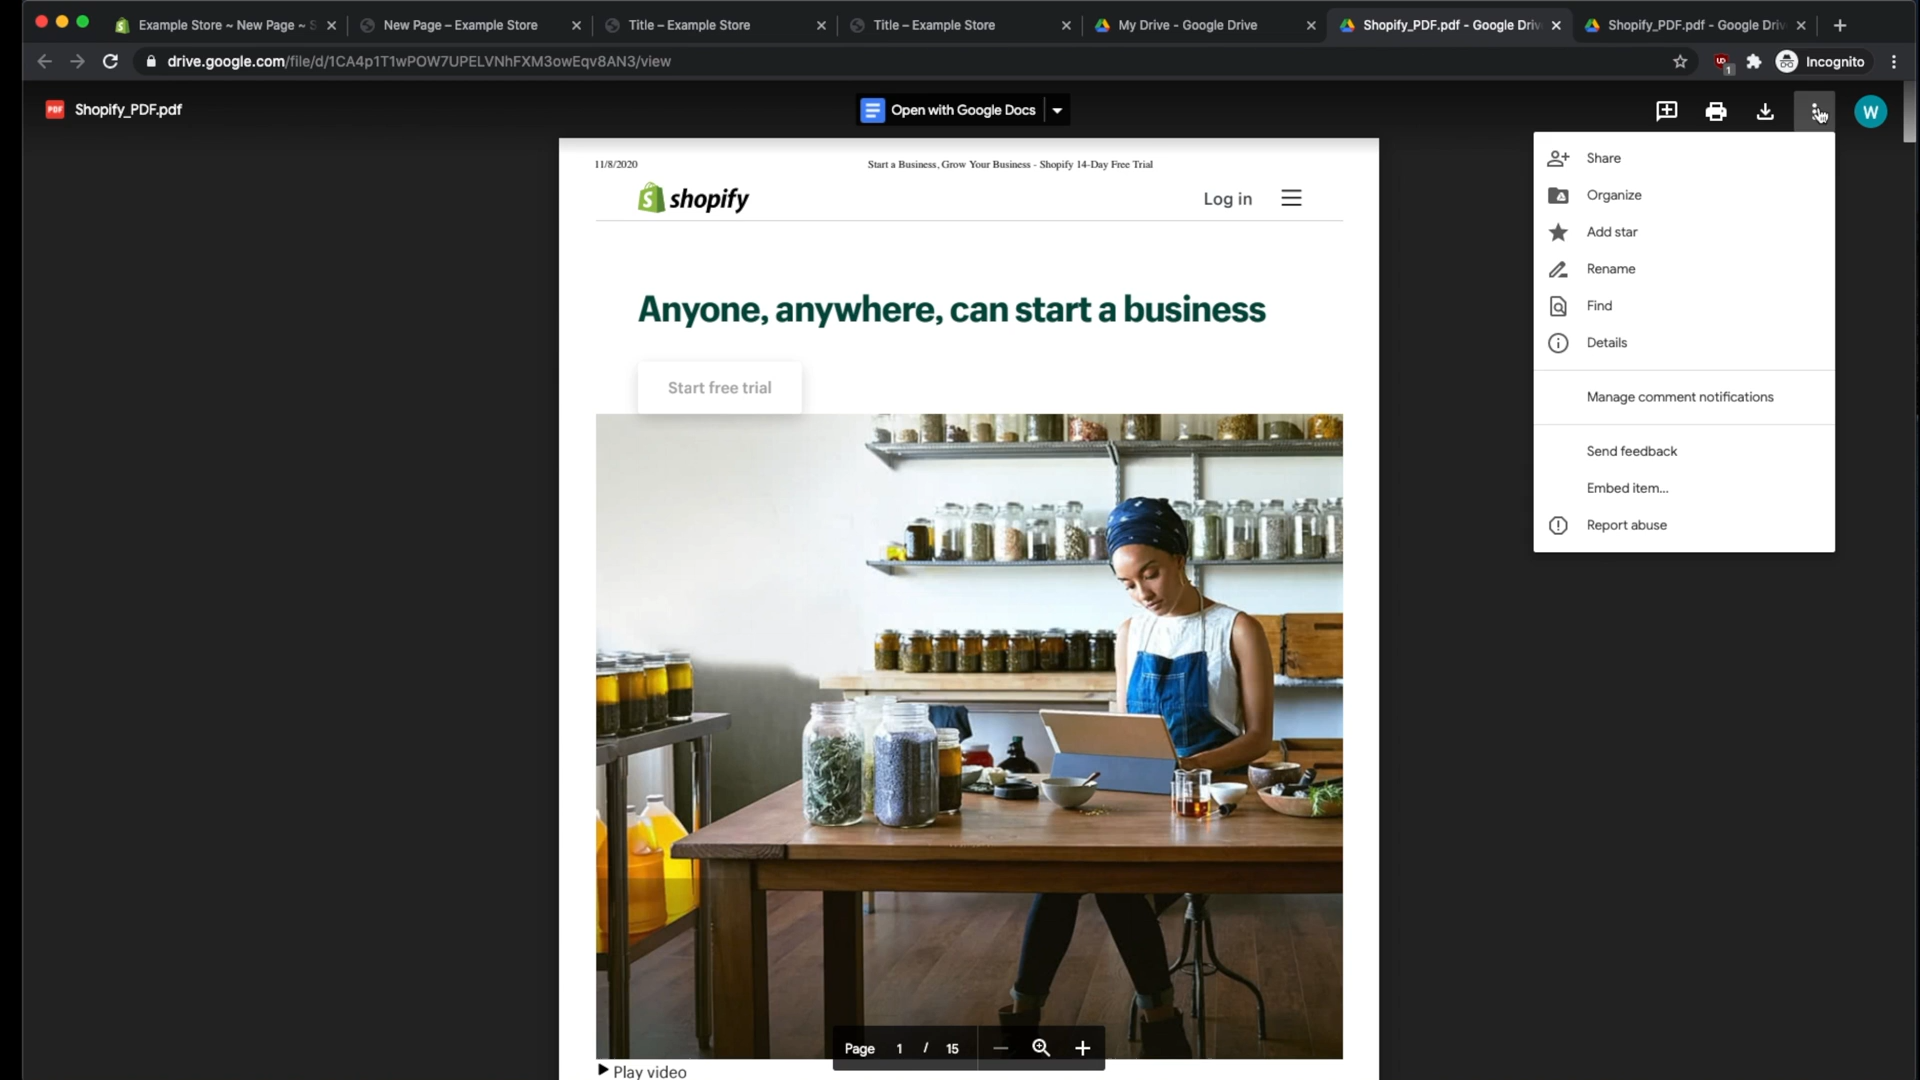 Example Store ~ New Page ~ S
New Page – Example Store
Title – Example Store
Title – Example Store
My Drive - Google Drive
Shopify_PDF.pdf - Google Driv
Shopify_PDF.pdf - Google Driv
drive.google.com/file/d/1CA4p1T1wPOW7UPELVNhFXM3owEqv8AN3/view
1
Incognito
PDF
Shopify_PDF.pdf
Open with Google Docs
W
11/8/2020
Start a Business, Grow Your Business - Shopify 14-Day Free Trial
shopify
Log in
Anyone, anywhere, can start a business
Start free trial
Share
Organize
Add star
Rename
Find
Details
Manage comment notifications
Send feedback
Embed item...
Report abuse
Page 1 / 15
Play video